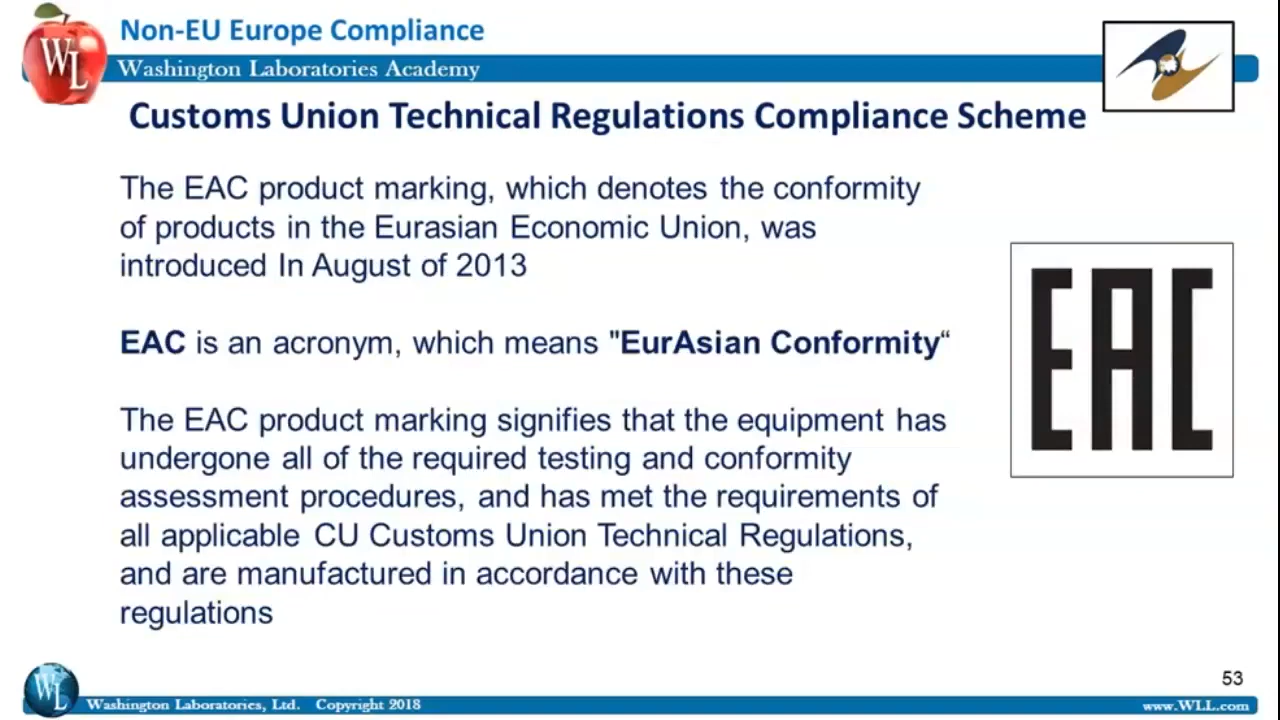 Non-EU Europe Compliance
WL
Washington Laboratories Academy
Customs Union Technical Regulations Compliance Scheme
The EAC product marking, which denotes the conformity
of products in the Eurasian Economic Union, was
introduced In August of 2013
EAC
EAC is an acronym, which means "EurAsian Conformity“
The EAC product marking signifies that the equipment has
undergone all of the required testing and conformity
assessment procedures, and has met the requirements of
all applicable CU Customs Union Technical Regulations,
and are manufactured in accordance with these
regulations
53
WL
Washington Laboratories, Ltd. Copyright 2018
www.WLL.com